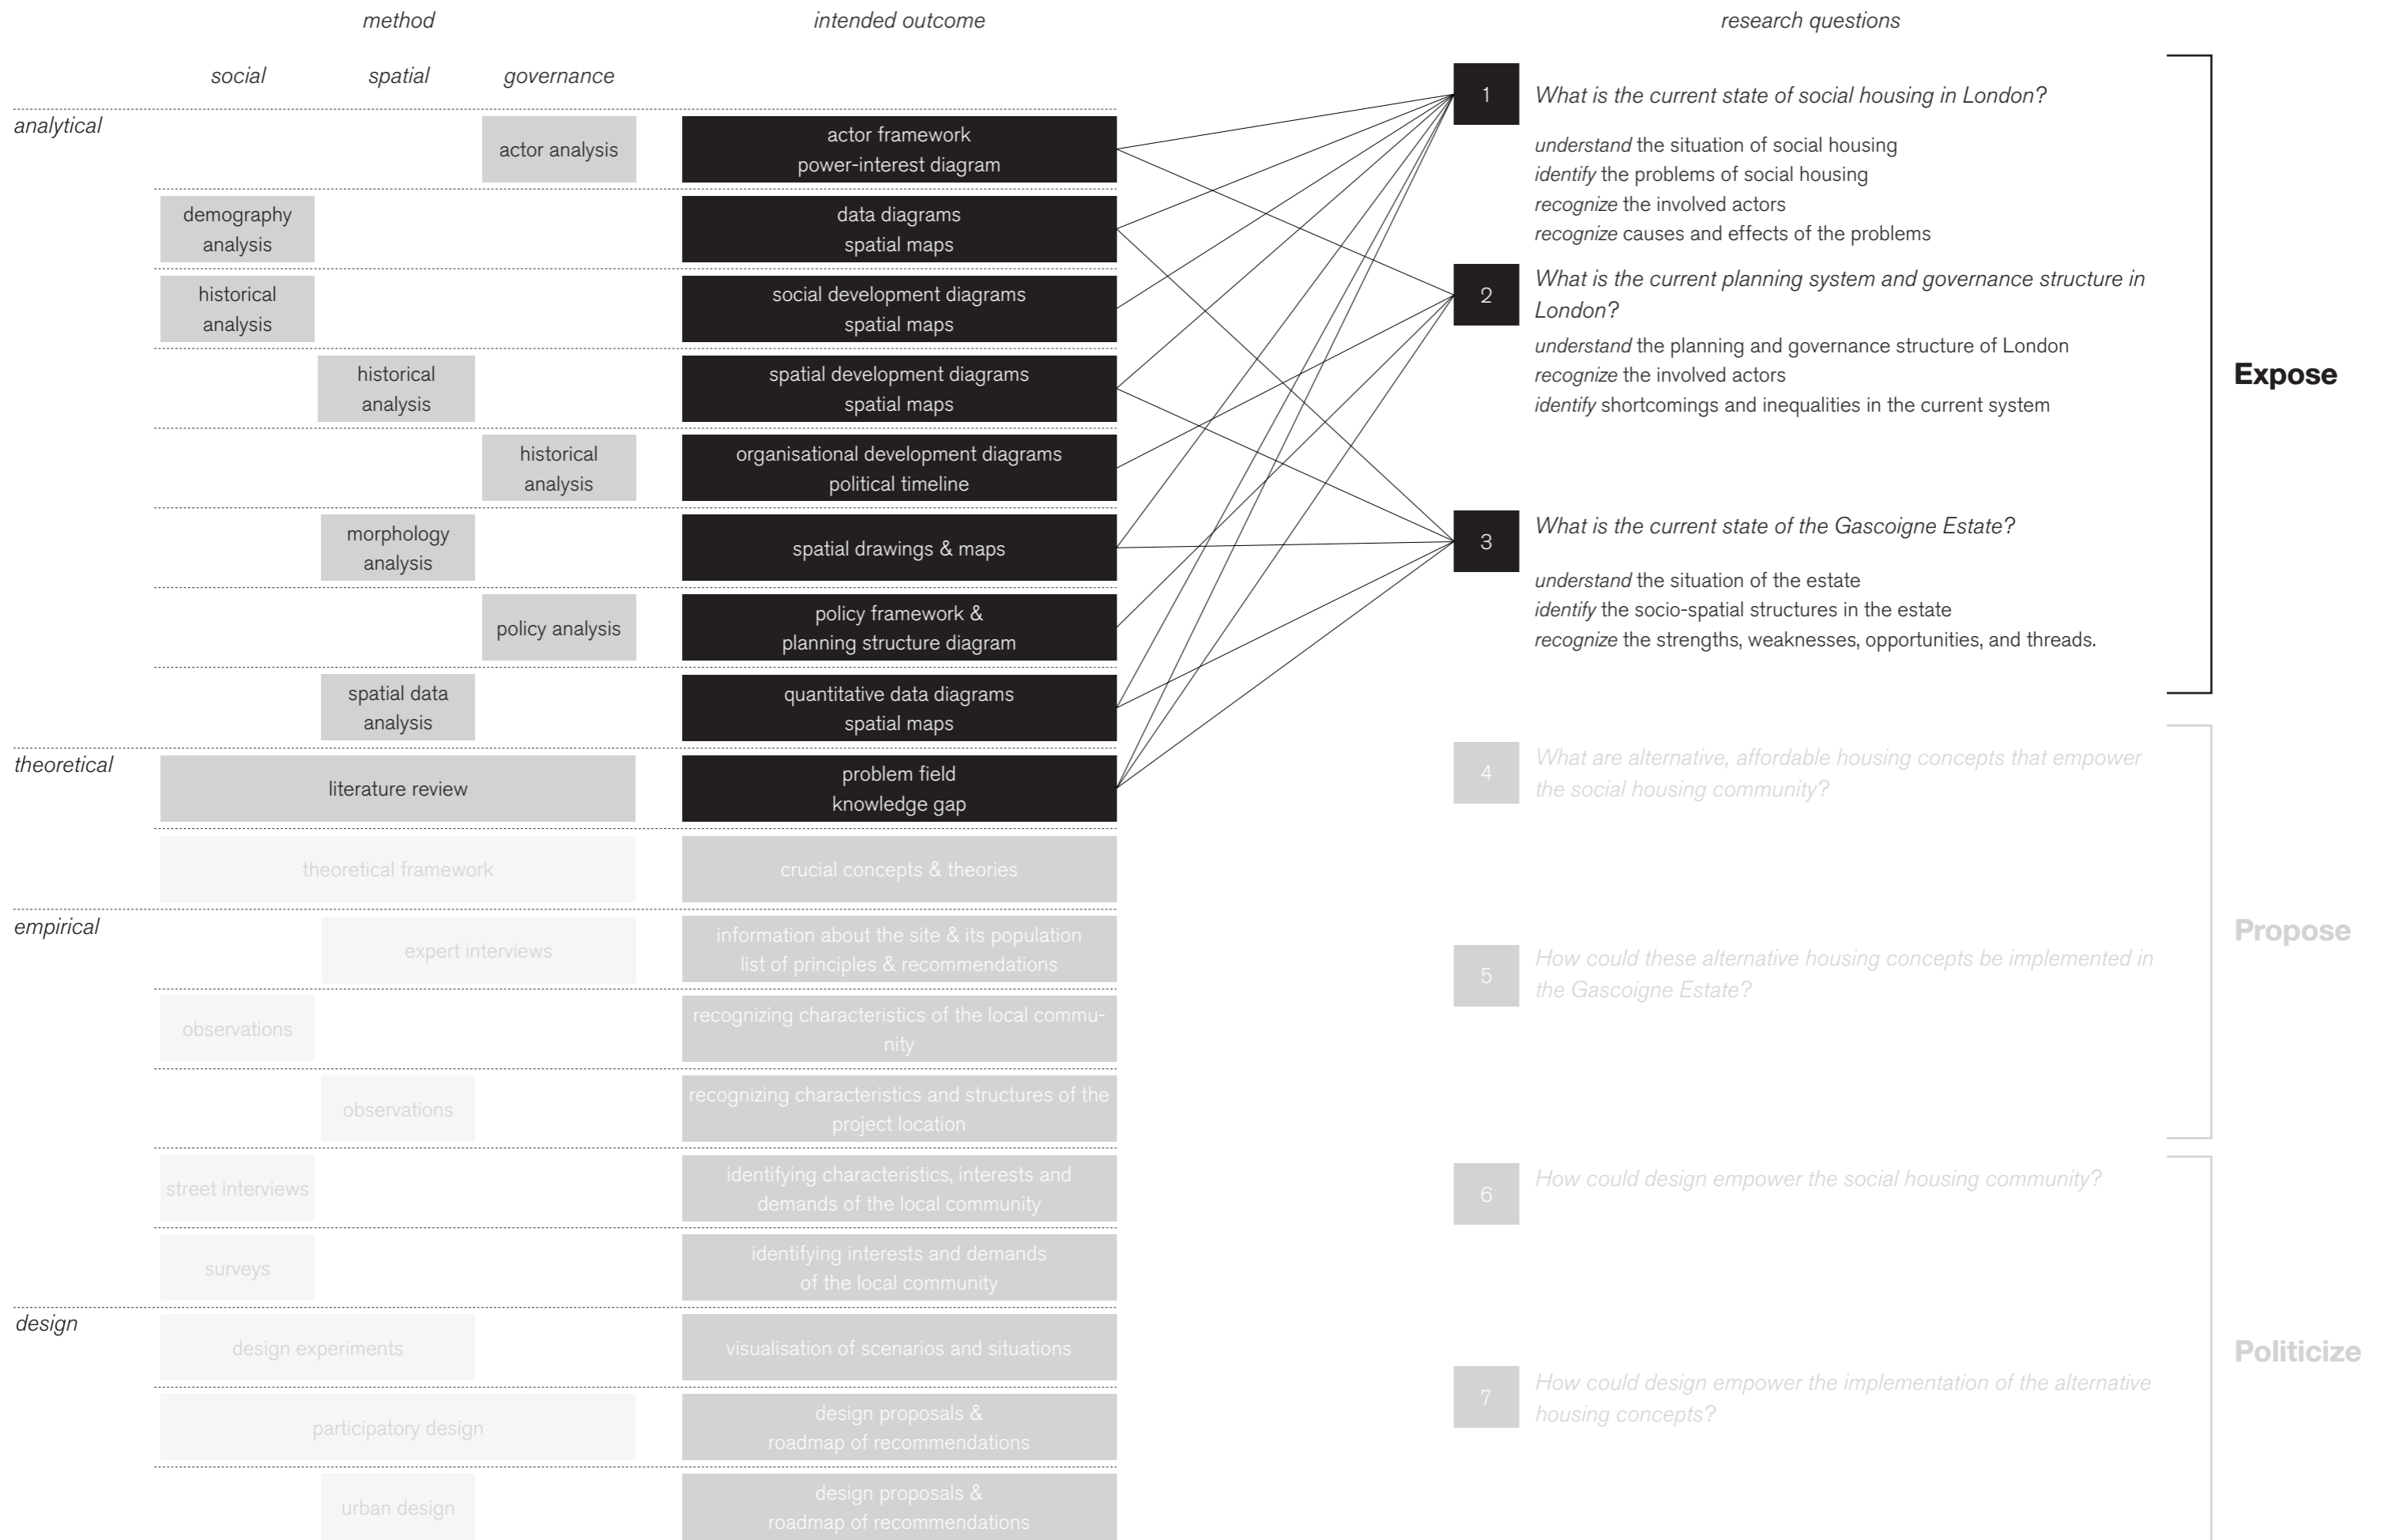 method
intended outcome
research questions
social
spatial
governance
analytical
actor analysis
actor framework
power-interest diagram
demography
analysis
data diagrams
spatial maps
historical
analysis
social development diagrams
spatial maps
historical
analysis
spatial development diagrams
spatial maps
historical
analysis
organisational development diagrams
political timeline
morphology
analysis
spatial drawings & maps
policy analysis
policy framework &
planning structure diagram
spatial data
analysis
quantitative data diagrams
spatial maps
theoretical
literature review
problem field
knowledge gap
theoretical framework
crucial concepts & theories
empirical
expert interviews
information about the site & its population
list of principles & recommendations
observations
recognizing characteristics of the local commu-
nity
observations
recognizing characteristics and structures of the
project location
street interviews
identifying characteristics, interests and
demands of the local community
surveys
identifying interests and demands
of the local community
design
design experiments
visualisation of scenarios and situations
participatory design
design proposals &
roadmap of recommendations
urban design
design proposals &
roadmap of recommendations
1
What is the current state of social housing in London?
understand the situation of social housing
identify the problems of social housing
recognize the involved actors
recognize causes and effects of the problems
2
What is the current planning system and governance structure in
London?
understand the planning and governance structure of London
recognize the involved actors
identify shortcomings and inequalities in the current system
3
What is the current state of the Gascoigne Estate?
understand the situation of the estate
identify the socio-spatial structures in the estate
recognize the strengths, weaknesses, opportunities, and threads.
Expose
4
What are alternative, affordable housing concepts that empower
the social housing community?
5
How could these alternative housing concepts be implemented in
the Gascoigne Estate?
Propose
6
How could design empower the social housing community?
7
How could design empower the implementation of the alternative
housing concepts?
Politicize